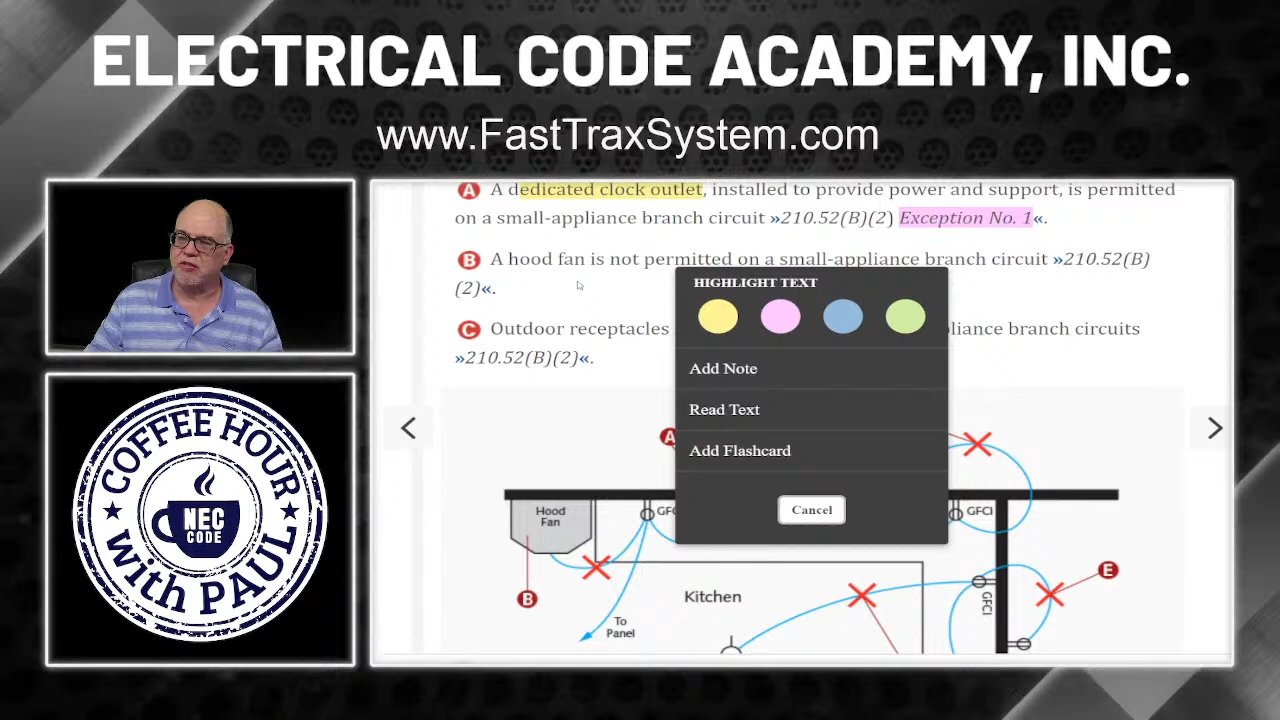 ELECTRICAL CODE ACADEMY, INC.
www.FastTraxSystem.com
A A dedicated clock outlet, installed to provide power and support, is permitted
on a small-appliance branch circuit »210.52(B)(2) Exception No. 1«.
B A hood fan is not permitted on a small-appliance branch circuit »210.52(B)
(2)«.
C Outdoor receptacles pliance branch circuits
»210.52(B)(2)«.
HIGHLIGHT TEXT
Add Note
Read Text
Add Flashcard
Cancel
A
Hood
Fan
GFC
GFCI
B
Kitchen
To
Panel
GFCI
E
COFFEE HOUR
NEC
CODE
with PAUL